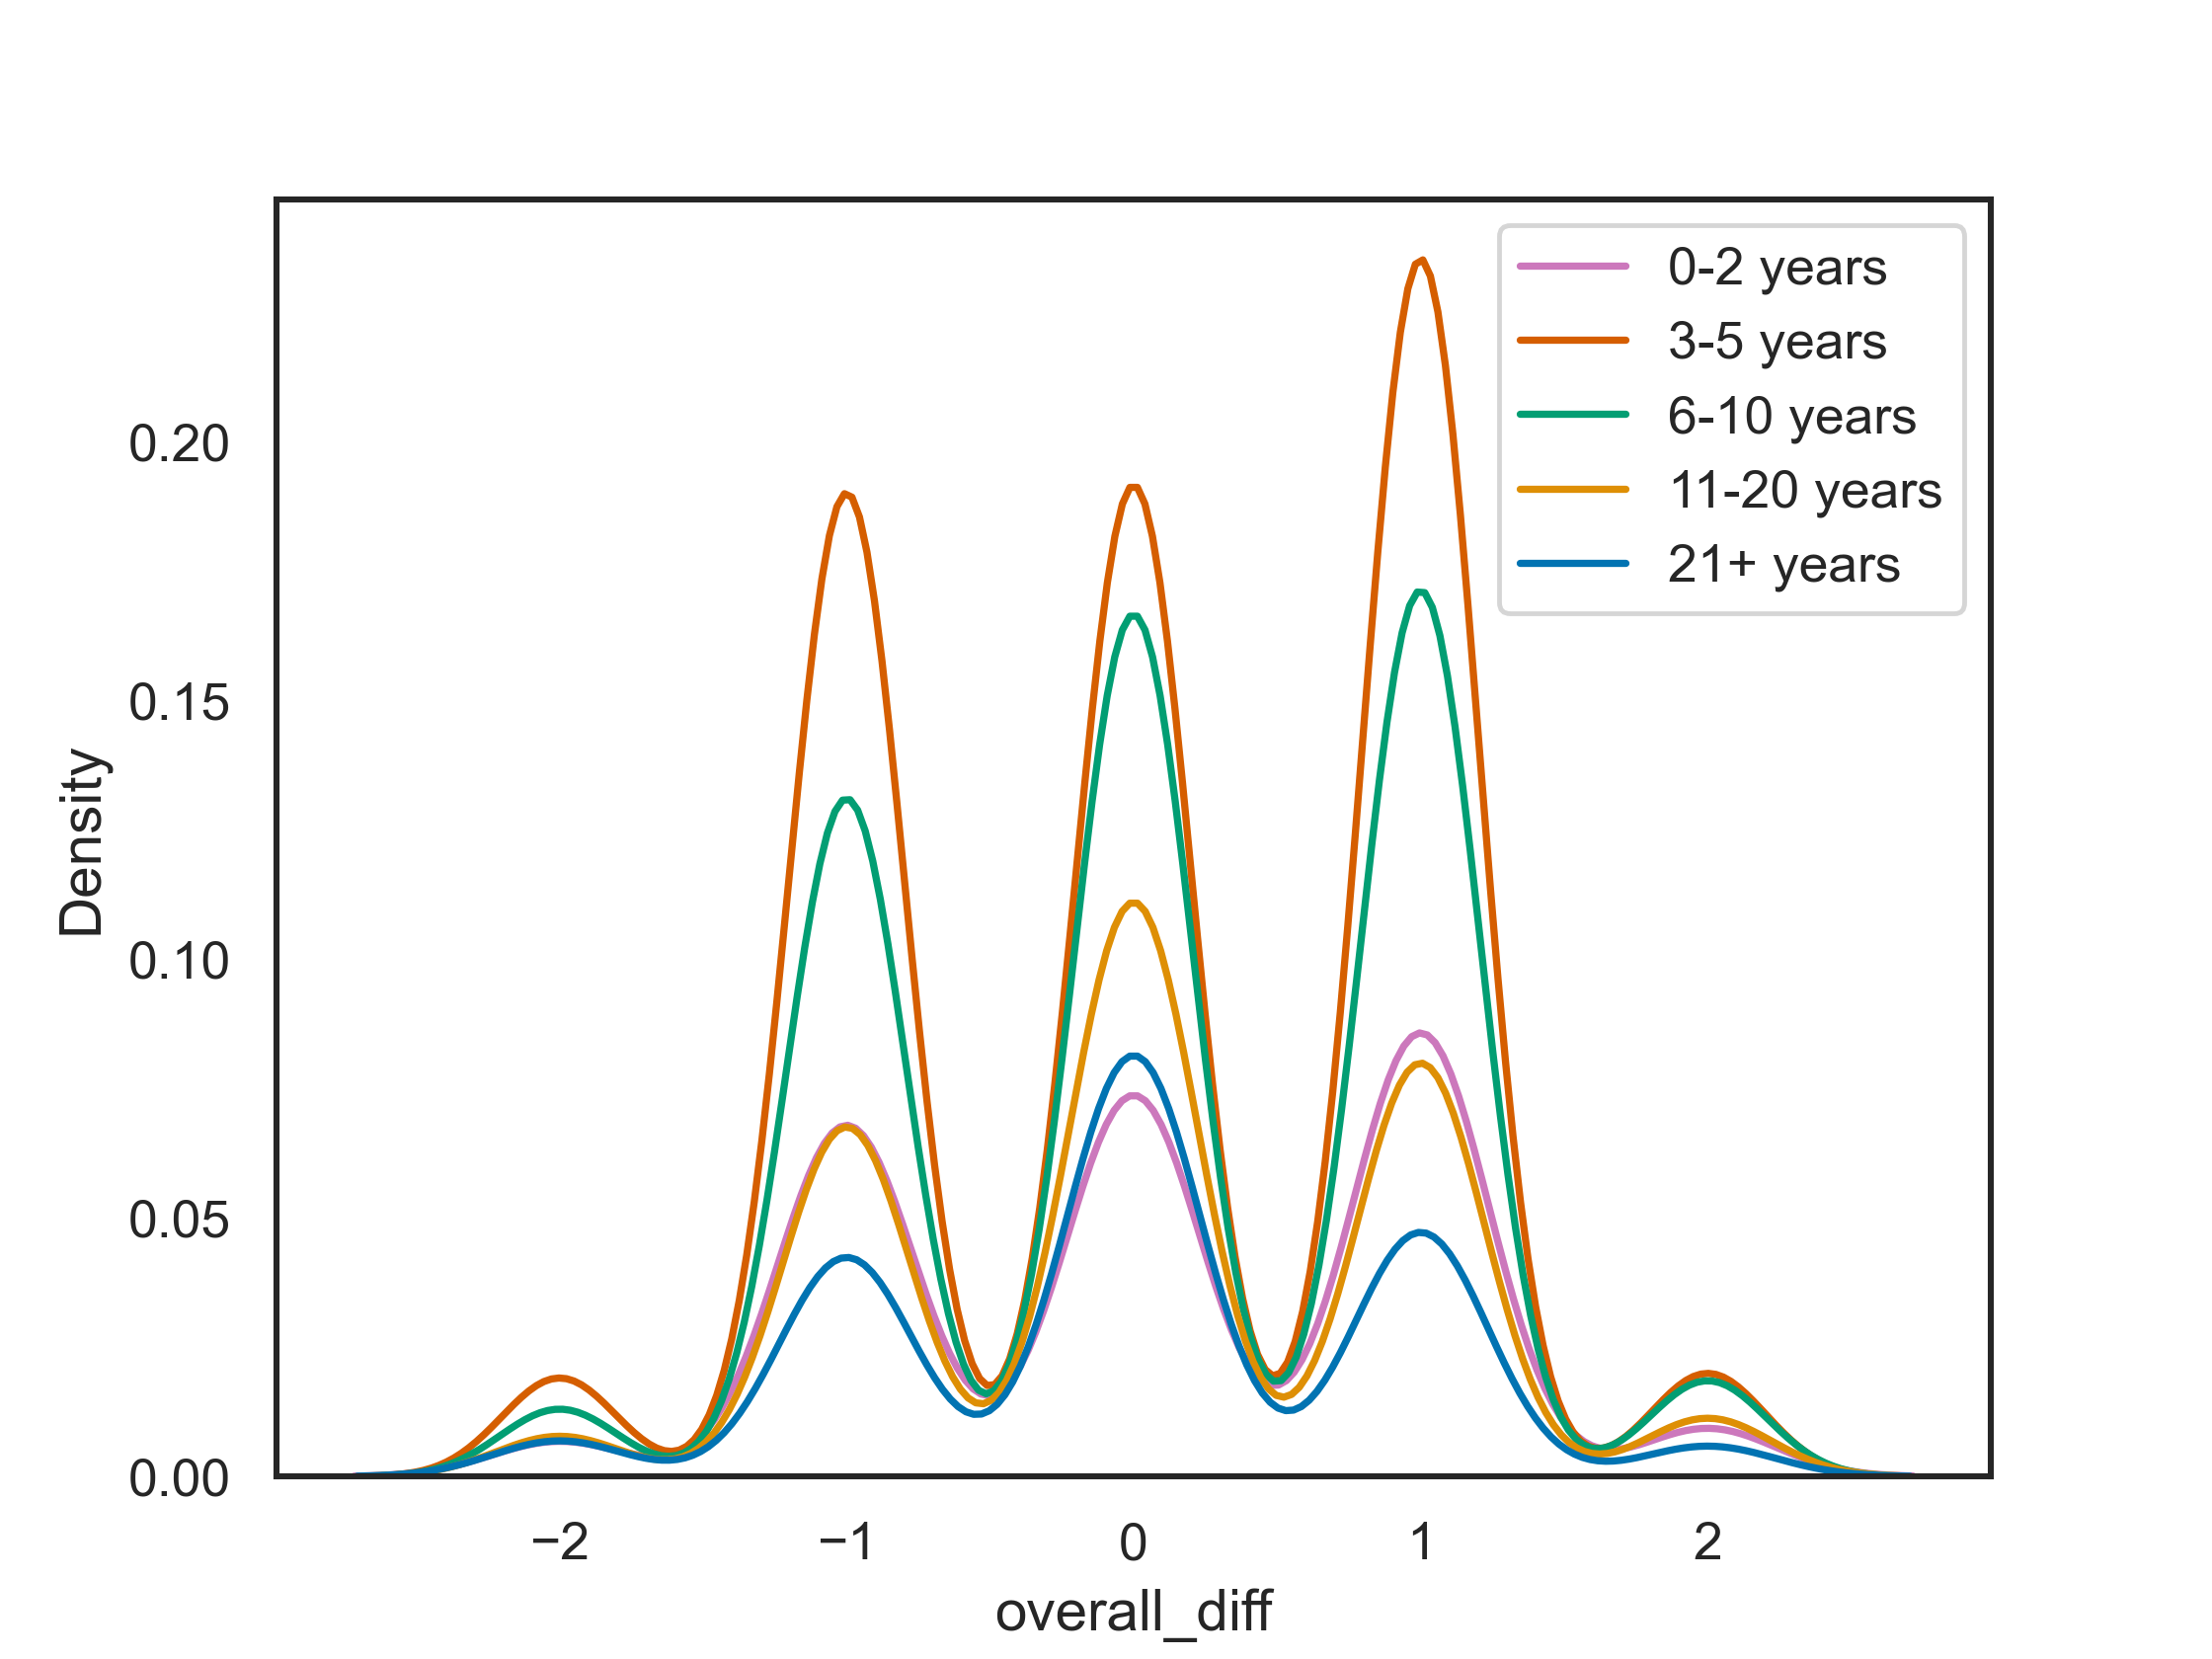 0-2 years
3-5 years
6-10 years
11-20 years
21+ years
0.20
0.15
0.10
0.05
0.00
Density
−2 −1 0 1 2
overall_diff